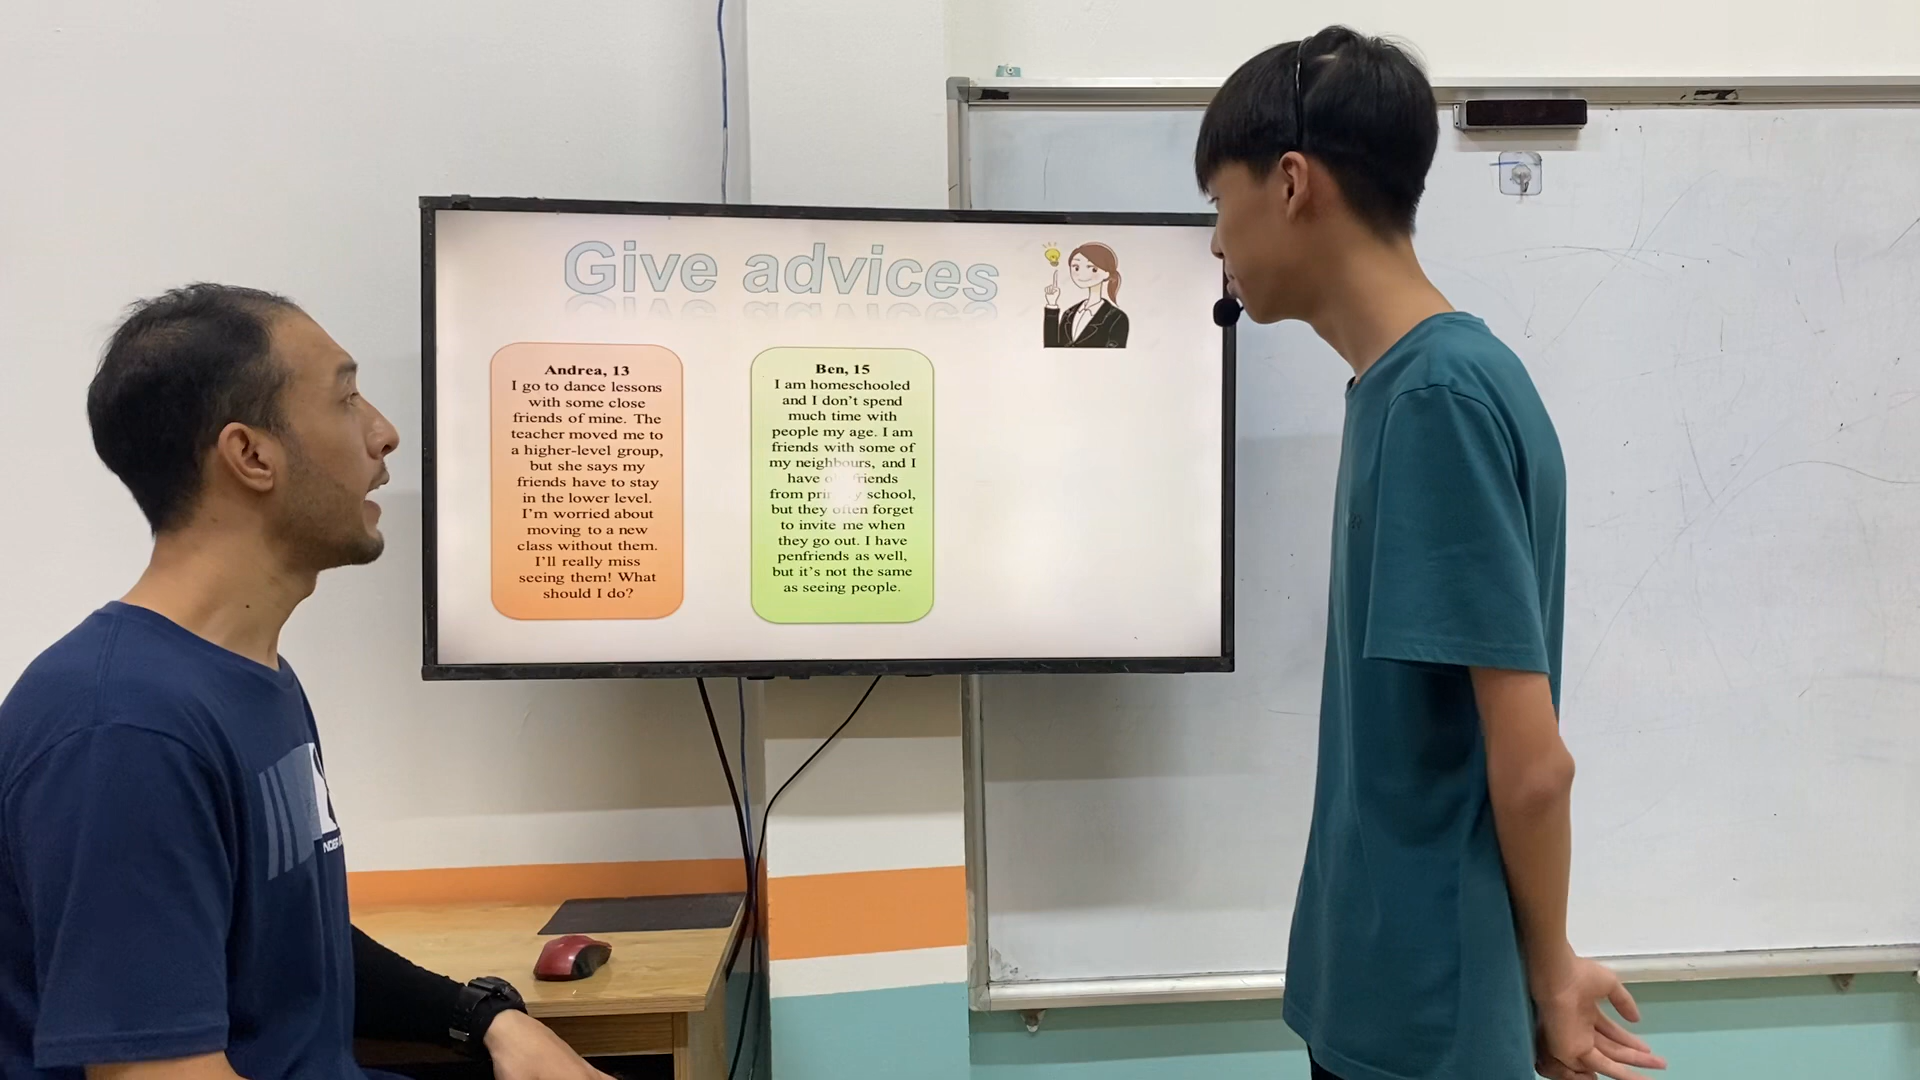 Give advices
Andrea, 13
I go to dance lessons
with some close
friends of mine. The
teacher moved me to
a higher-level group,
but she says my
friends have to stay
in the lower level.
I'm worried about
moving to a new
class without them.
I'll really miss
seeing them! What
should I do?
Ben, 15
I am homeschooled
and I don't spend
much time with
people my age. I am
friends with some of
my neighbours, and I
have friends
from school,
but they often forget
to invite me when
they go out. I have
penfriends as well,
but it's not the same
as seeing people.